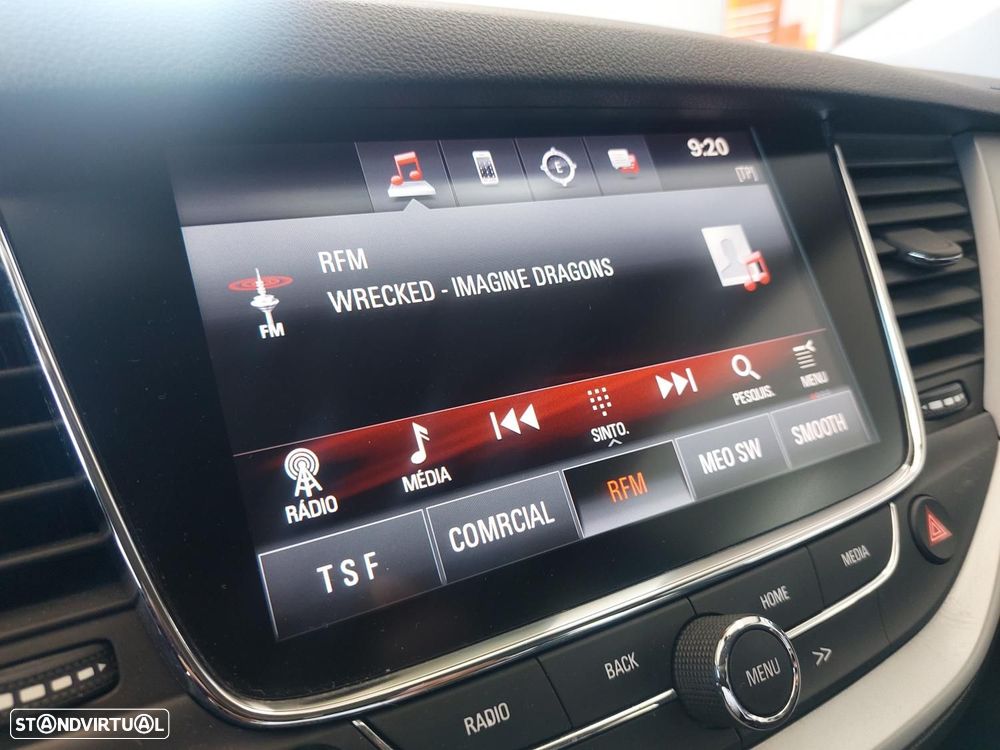 9:20
[TP]
E
RFM
WRECKED - IMAGINE DRAGONS
FM
RÁDIO
MÉDIA
SINTO.
PESQUIS.
MENU
TSF
COMRCIAL
RFM
MEO SW
SMOOTH
RADIO
BACK
MENU
HOME
MEDIA
STANDVIRTUAL